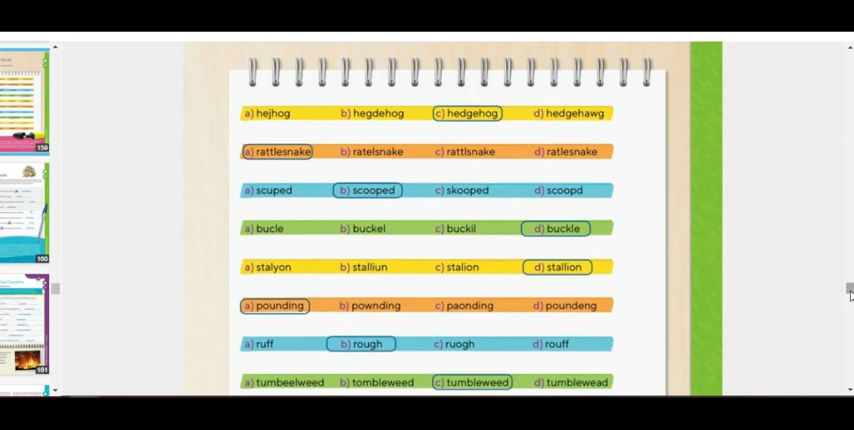 a) hejhog b) hegdehog c) hedgehog d) hedgehawg
a) rattlesnake b) ratelsnake c) rattlsnake d) ratlesnake
a) scuped b) scooped c) skooped d) scoopd
a) bucle b) buckel c) buckil d) buckle
a) stalyon b) stalliun c) stalion d) stallion
a) pounding b) pownding c) paonding d) poundeng
a) ruff b) rough c) ruogh d) rouff
a) tumbeelweed b) tombleweed c) tumbleweed d) tumblewead
159
160
161